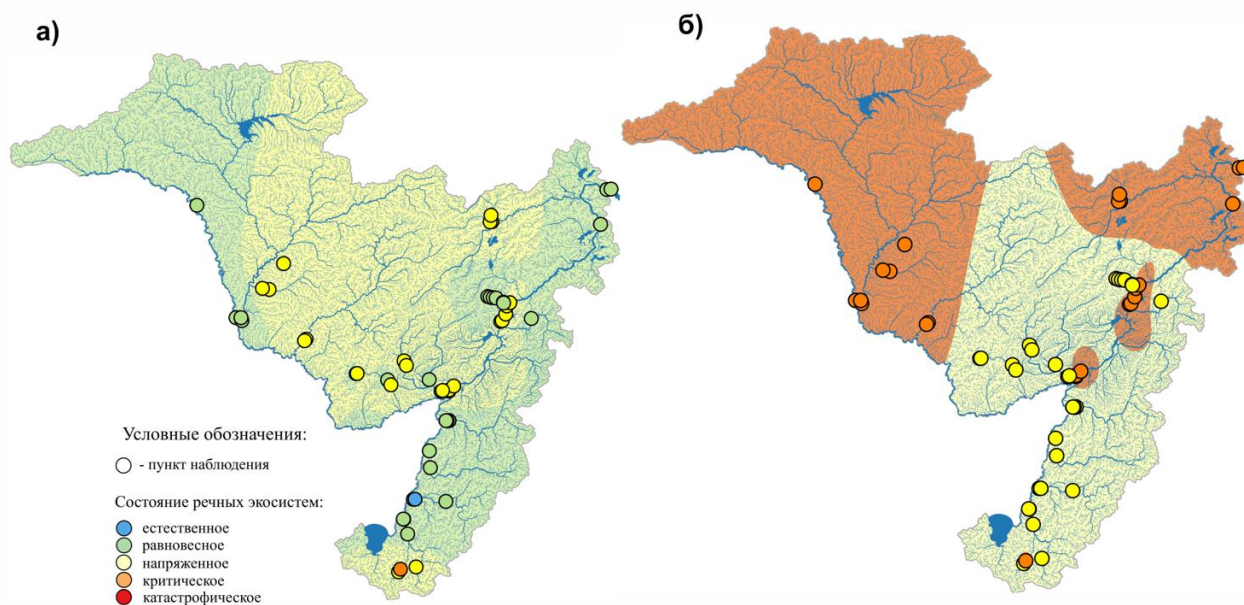 а)
б)
Условные обозначения:
- пункт наблюдения
Состояние речных экосистем:
естественное
равновесное
напряженное
критическое
катастрофическое